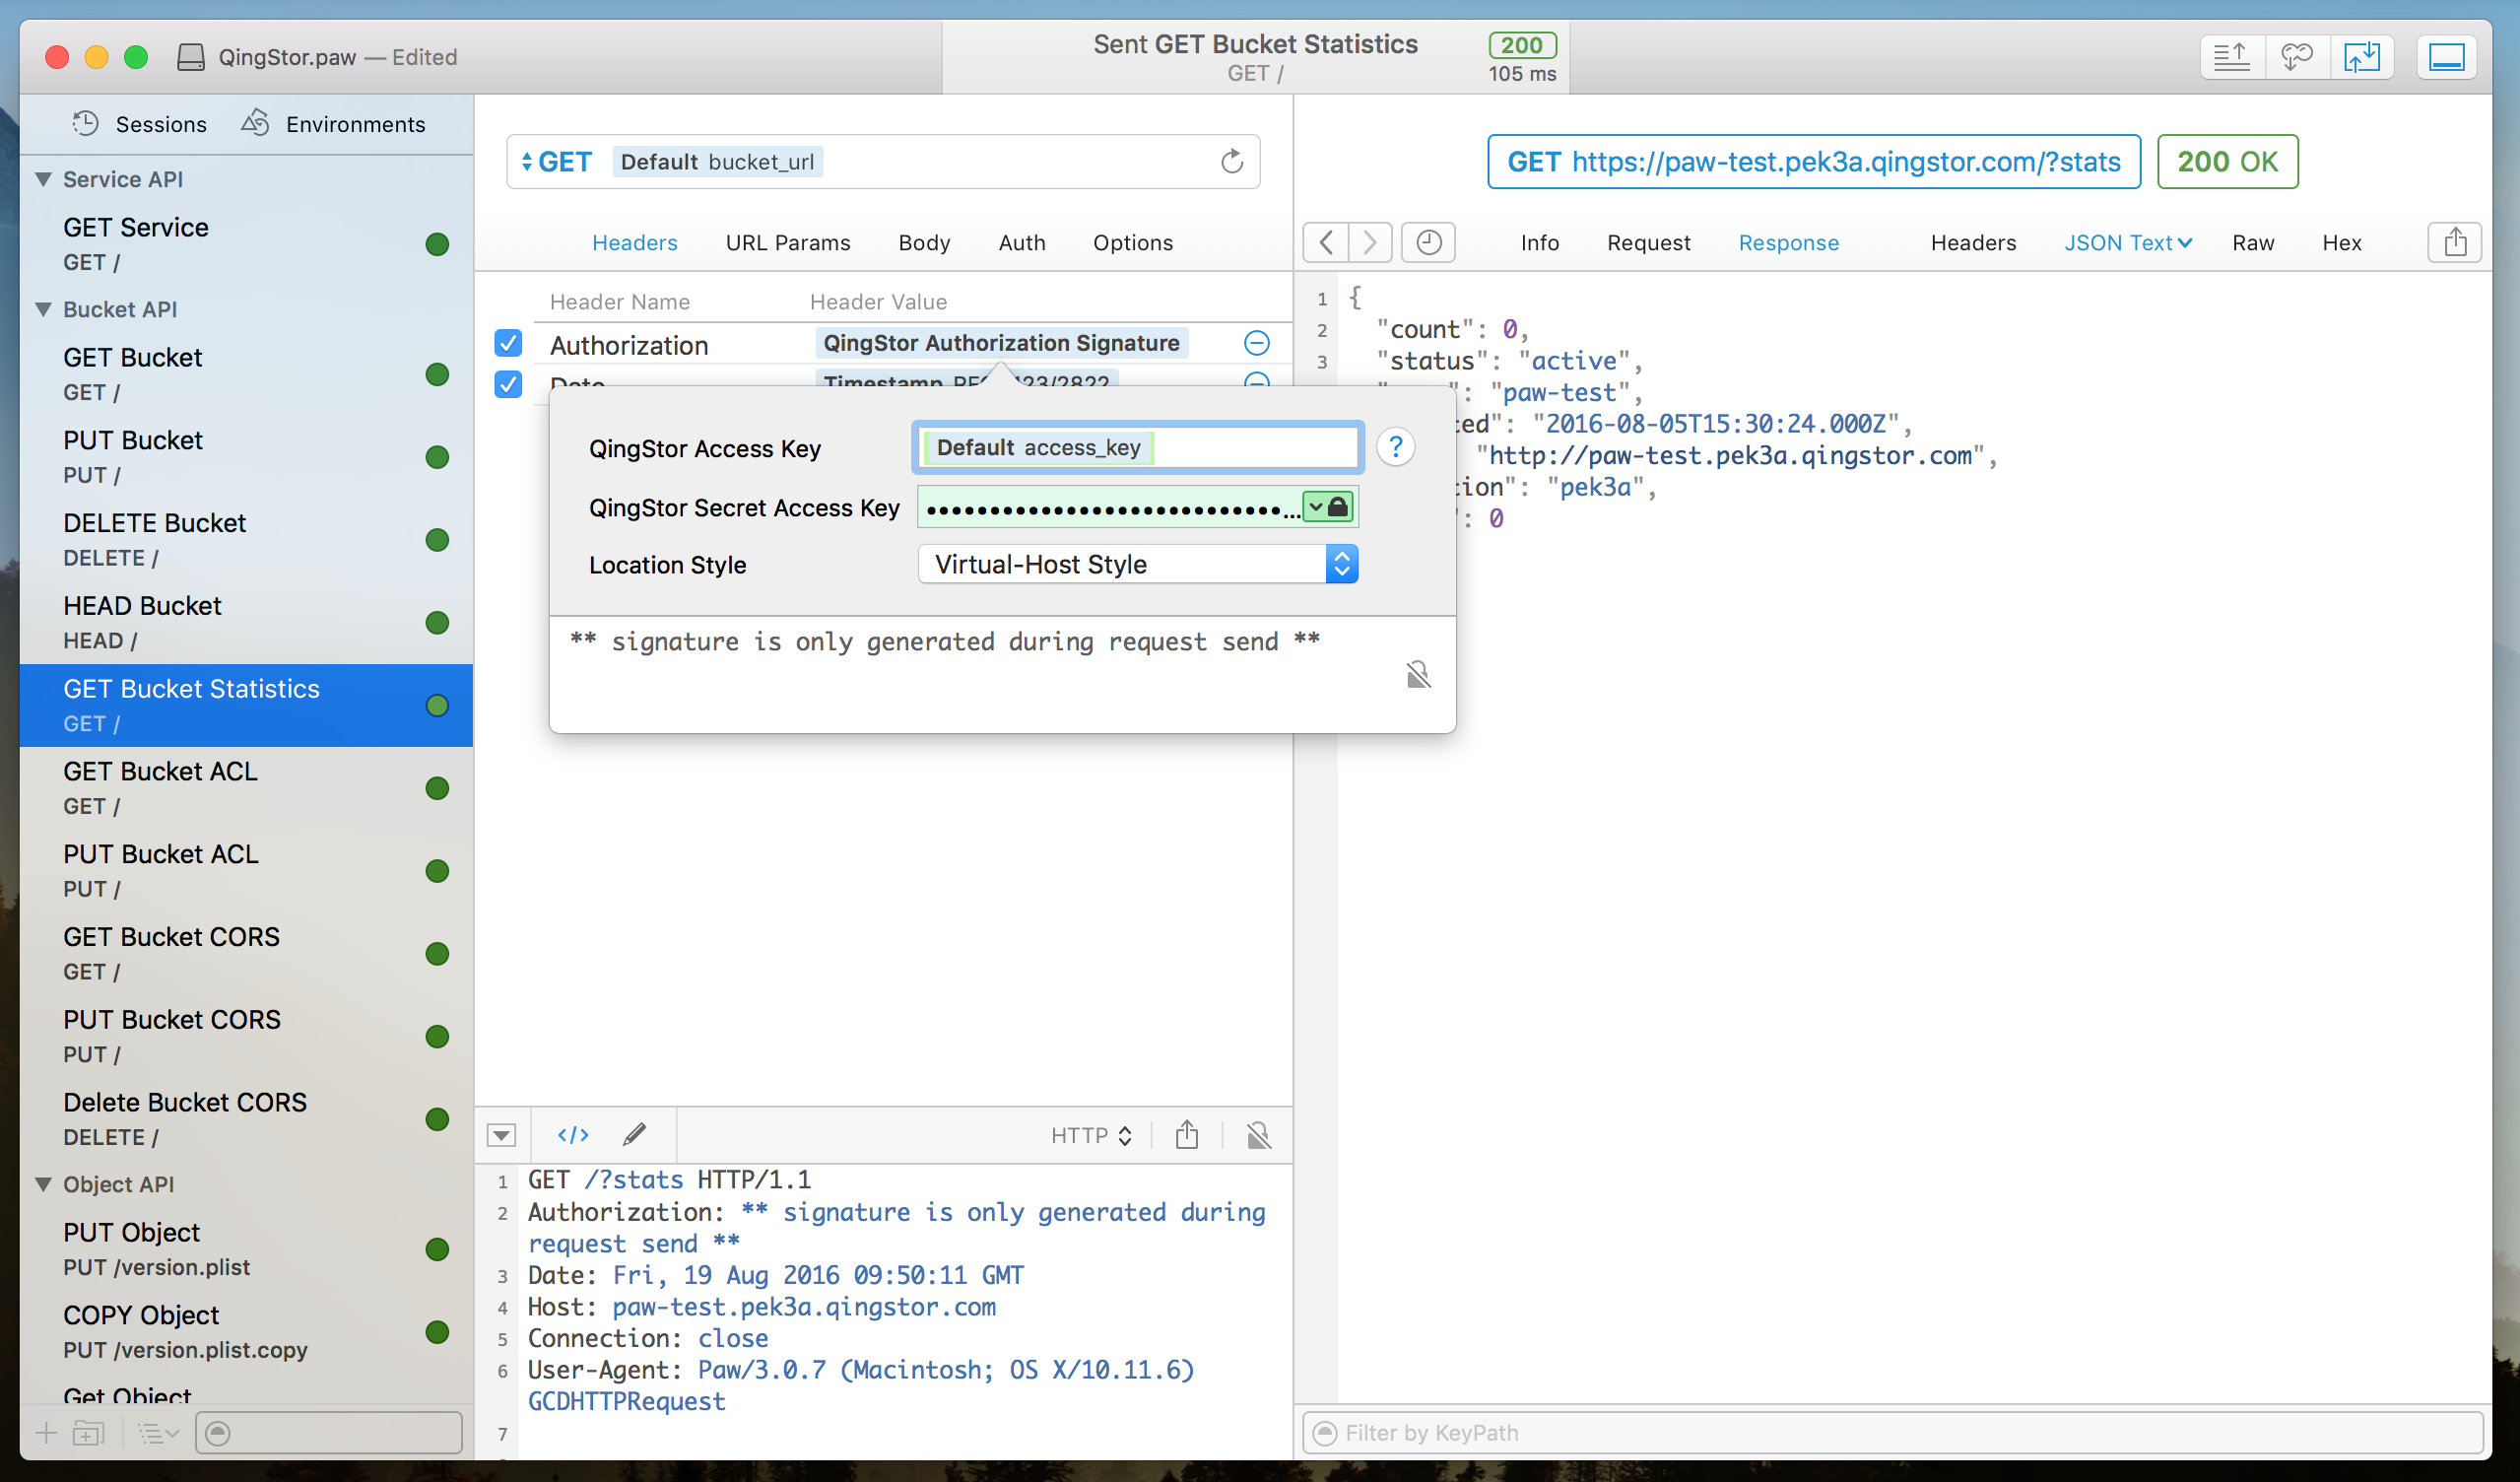 QingStor.paw — Edited
Sent GET Bucket Statistics
GET /
200
105 ms
Sessions
Environments
Service API
GET Service
GET /
Bucket API
GET Bucket
GET /
PUT Bucket
PUT /
DELETE Bucket
DELETE /
HEAD Bucket
HEAD /
GET Bucket Statistics
GET /
GET Bucket ACL
GET /
PUT Bucket ACL
PUT /
GET Bucket CORS
GET /
PUT Bucket CORS
PUT /
Delete Bucket CORS
DELETE /
Object API
PUT Object
PUT /version.plist
COPY Object
PUT /version.plist.copy
Get Object
GET Default bucket_url
Headers URL Params Body Auth Options
Header Name Header Value
Authorization QingStor Authorization Signature
Date Timestamp
QingStor Access Key Default access_key ?
QingStor Secret Access Key
Location Style Virtual-Host Style
** signature is only generated during request send **
HTTP
1 GET /?stats HTTP/1.1
2 Authorization: ** signature is only generated during
request send **
3 Date: Fri, 19 Aug 2016 09:50:11 GMT
4 Host: paw-test.pek3a.qingstor.com
5 Connection: close
6 User-Agent: Paw/3.0.7 (Macintosh; OS X/10.11.6)
GCDHTTPRequest
7
GET https://paw-test.pek3a.qingstor.com/?stats 200 OK
Info Request Response Headers JSON Text Raw Hex
1 {
2 "count": 0,
3 "status": "active",
": "paw-test",
ed": "2016-08-05T15:30:24.000Z",
"http://paw-test.pek3a.qingstor.com",
tion": "pek3a",
: 0
Filter by KeyPath